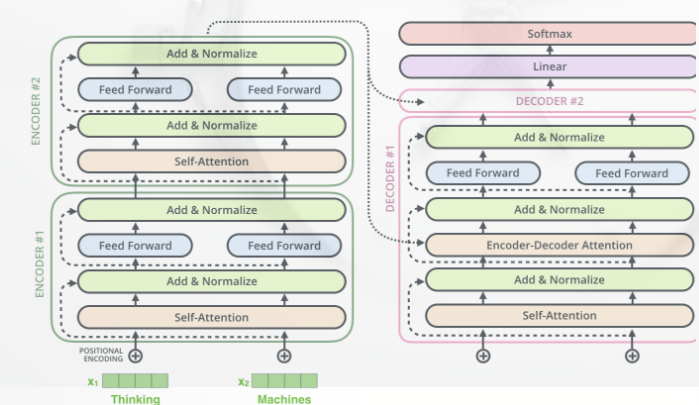 ENCODER #2
Add & Normalize
Feed Forward
Feed Forward
Add & Normalize
Self-Attention
ENCODER #1
Add & Normalize
Feed Forward
Feed Forward
Add & Normalize
Self-Attention
POSITIONAL
ENCODING
x1
x2
Thinking
Machines
Softmax
Linear
DECODER #2
DECODER #1
Add & Normalize
Feed Forward
Feed Forward
Add & Normalize
Encoder-Decoder Attention
Add & Normalize
Self-Attention